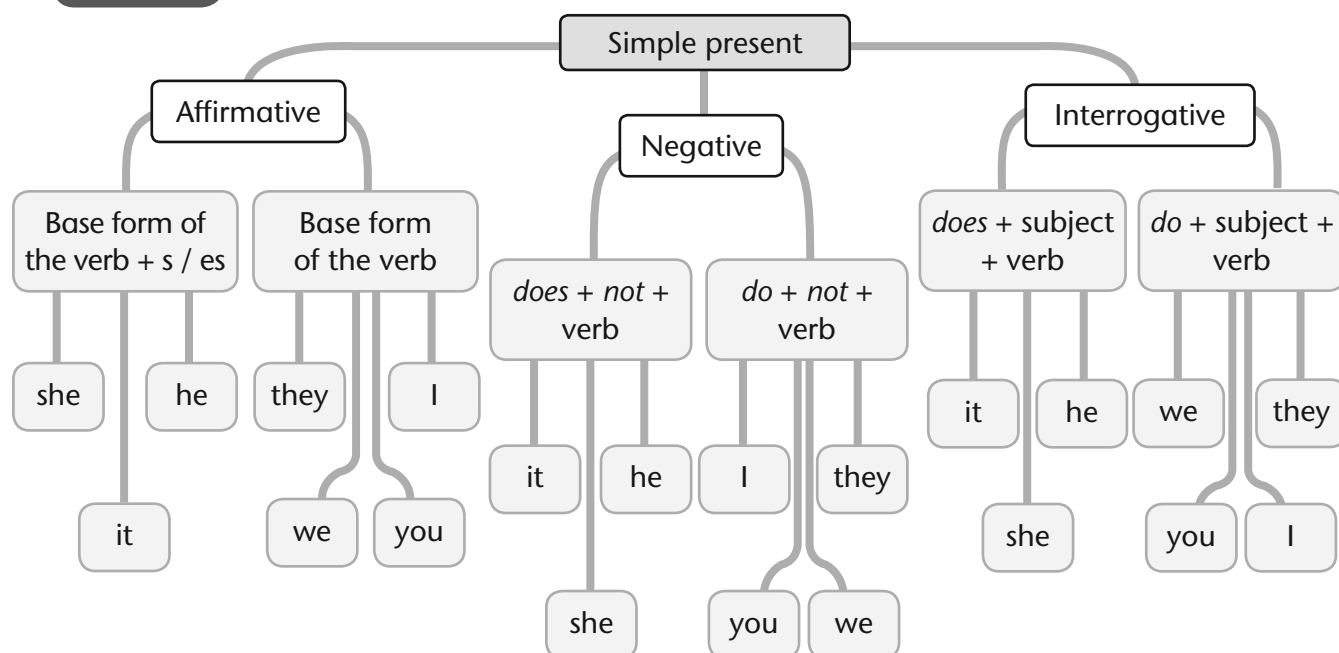 Simple present
Affirmative
Negative
Interrogative
Base form of
the verb + s / es
Base form
of the verb
does + not +
verb
do + not +
verb
does + subject
+ verb
do + subject +
verb
she
it
he
they
we
you
I
it
she
he
I
you
we
they
it
she
he
we
you
I
they